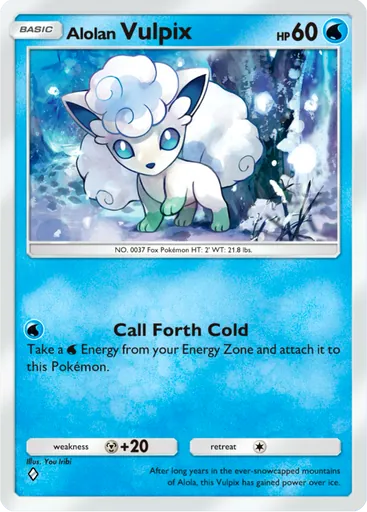 BASIC Alolan Vulpix HP 60
NO. 0037 Fox Pokémon HT: 2' WT: 21.8 lbs.
Call Forth Cold
Take a Energy from your Energy Zone and attach it to
this Pokémon.
weakness +20 retreat
Illus. You Iribi
After long years in the ever-snowcapped mountains
of Alola, this Vulpix has gained power over ice.